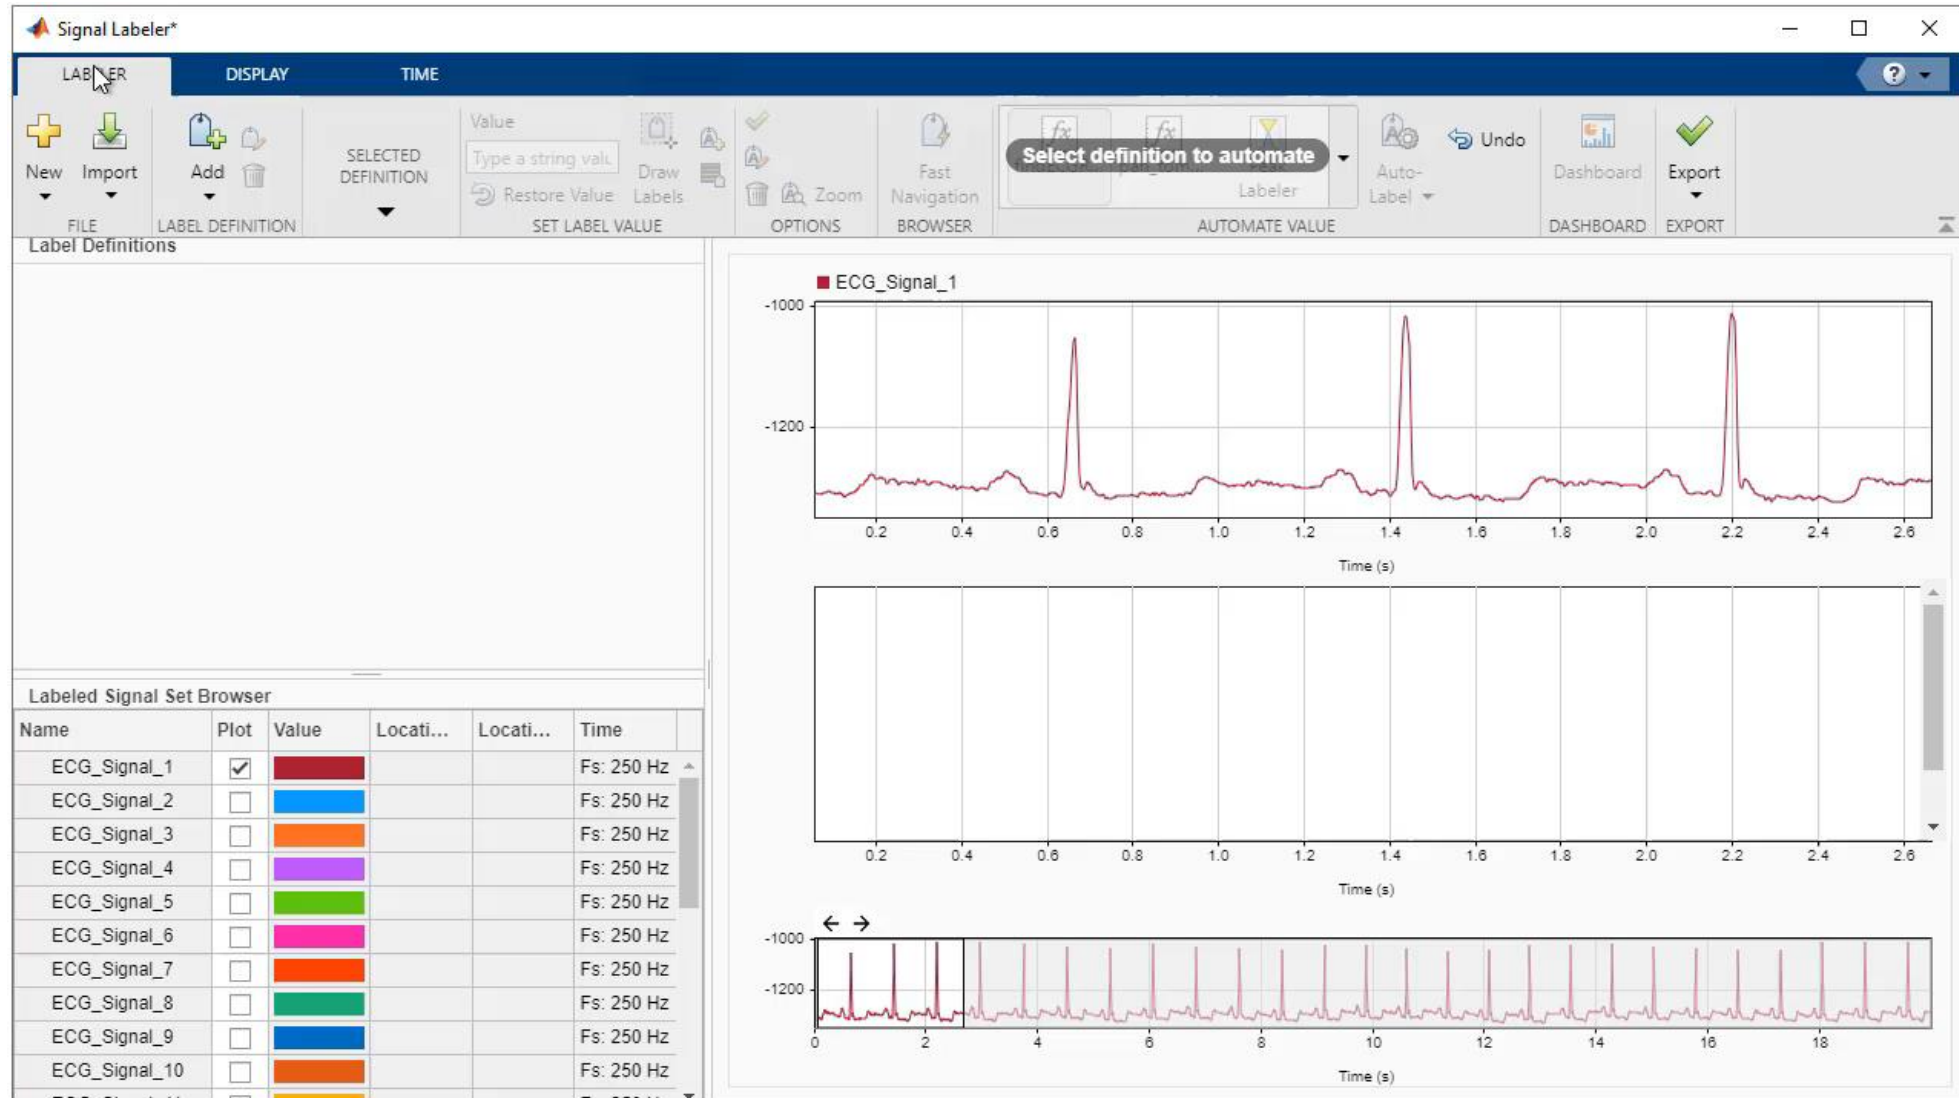 Signal Labeler*
LABELER DISPLAY TIME
New Import Add
FILE
LABEL DEFINITION
SELECTED
DEFINITION
Value
Type a string valu
Restore Value
Draw
Labels
SET LABEL VALUE
Zoom
OPTIONS
Fast
Navigation
BROWSER
Select definition to automate
Labeler
AUTOMATE VALUE
Auto-
Label
Undo
Dashboard
DASHBOARD
Export
EXPORT
Label Definitions
Labeled Signal Set Browser
Name Plot Value Locati... Locati... Time
ECG_Signal_1 Fs: 250 Hz
ECG_Signal_2 Fs: 250 Hz
ECG_Signal_3 Fs: 250 Hz
ECG_Signal_4 Fs: 250 Hz
ECG_Signal_5 Fs: 250 Hz
ECG_Signal_6 Fs: 250 Hz
ECG_Signal_7 Fs: 250 Hz
ECG_Signal_8 Fs: 250 Hz
ECG_Signal_9 Fs: 250 Hz
ECG_Signal_10 Fs: 250 Hz
ECG_Signal_1
-1000
-1200
0.2 0.4 0.6 0.8 1.0 1.2 1.4 1.6 1.8 2.0 2.2 2.4 2.6
Time (s)
0.2 0.4 0.6 0.8 1.0 1.2 1.4 1.6 1.8 2.0 2.2 2.4 2.6
Time (s)
-1000
-1200
0 2 4 6 8 10 12 14 16 18
Time (s)